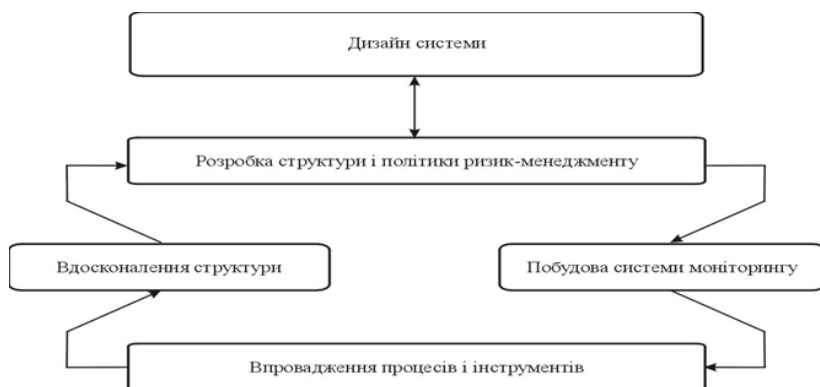 Дизайн системи
Розробка структури і політики ризик-менеджменту
Вдосконалення структури
Побудова системи моніторингу
Впровадження процесів і інструментів